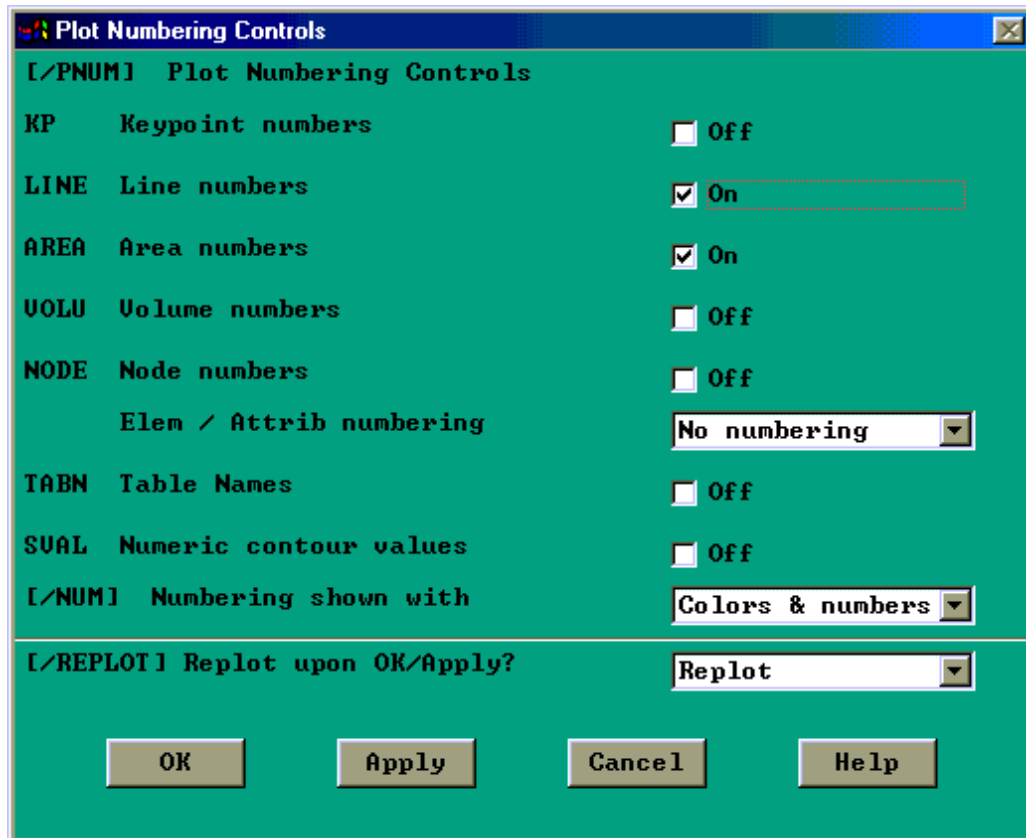 Plot Numbering Controls
[/PNUM] Plot Numbering Controls
KP Keypoint numbers Off
LINE Line numbers On
AREA Area numbers On
VOLU Volume numbers Off
NODE Node numbers Off
Elem / Attrib numbering No numbering
TABN Table Names Off
SVAL Numeric contour values Off
[/NUM] Numbering shown with Colors & numbers
[/REPLOT] Replot upon OK/Apply? Replot
OK Apply Cancel Help